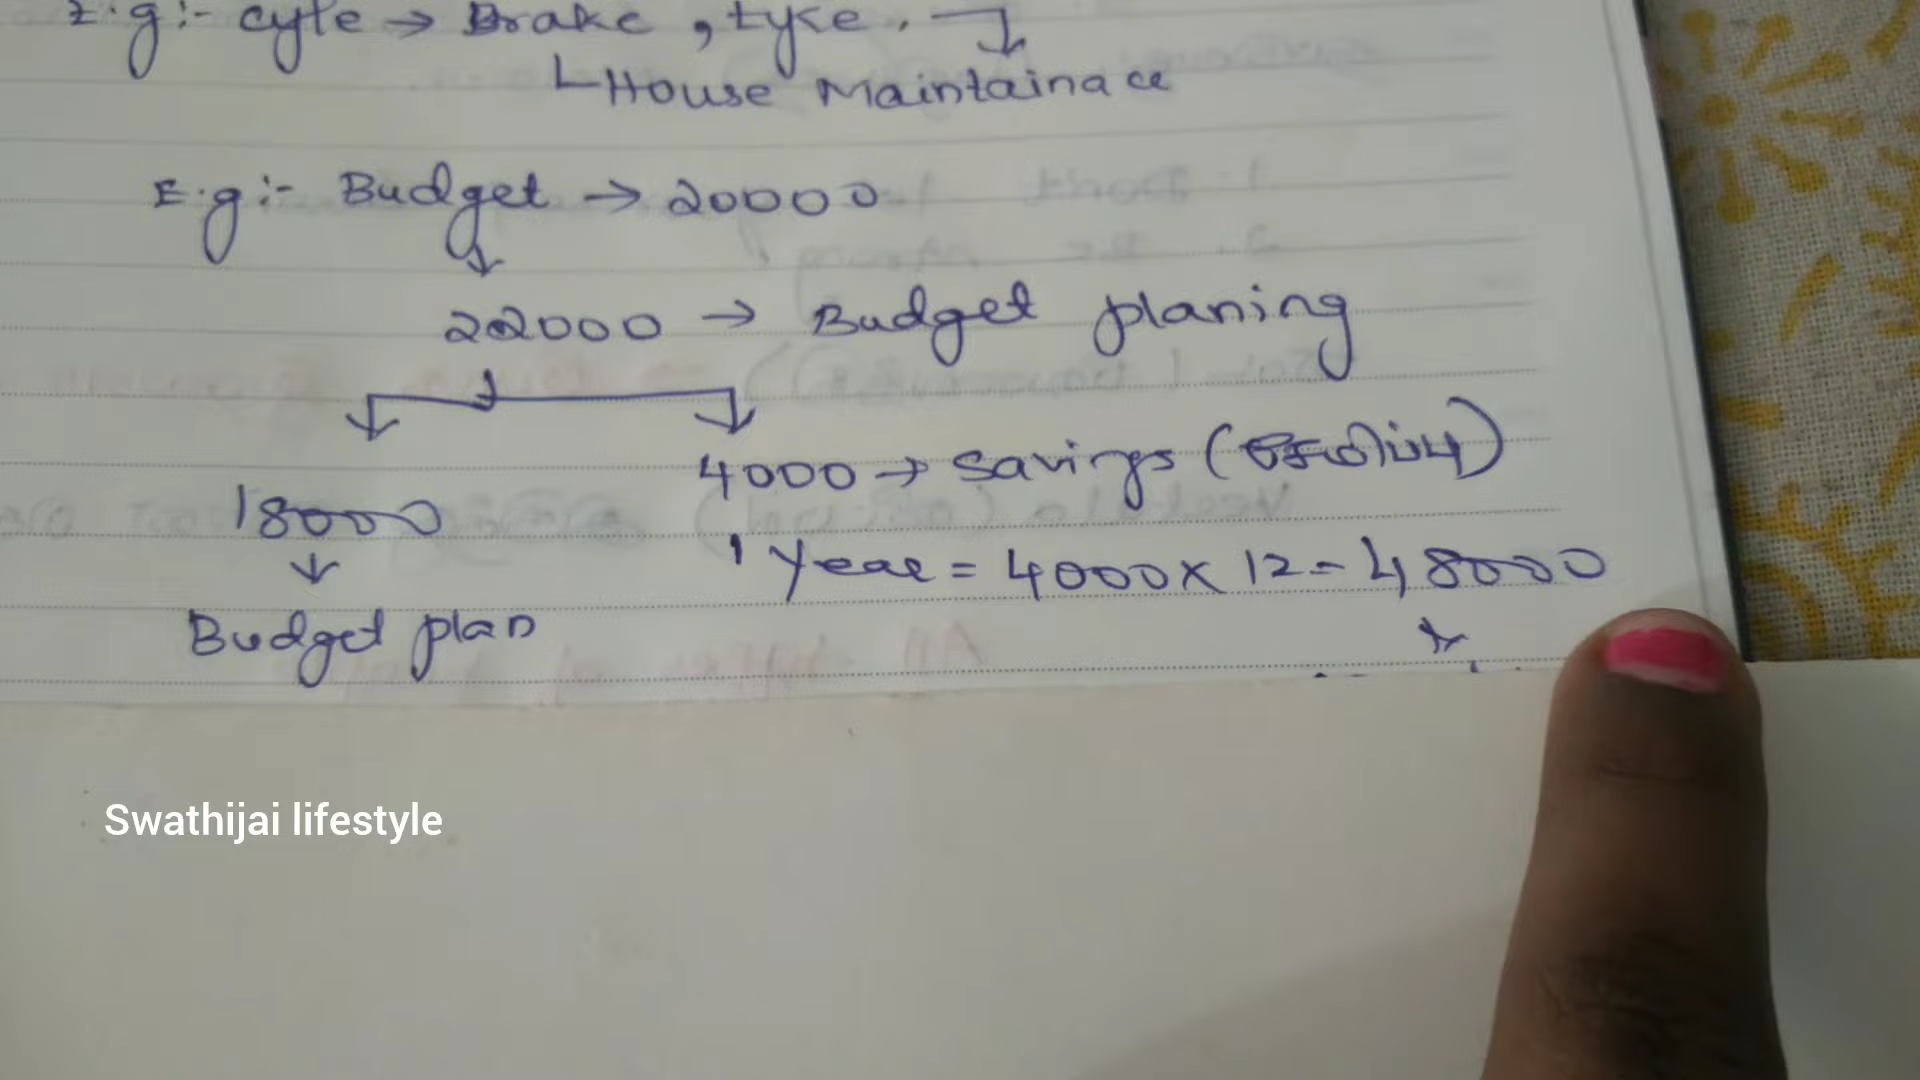 E.g:- cyle → Brake, tyre.
House Maintainace
E.g:- Budget → 20000
22000 → Budget planing
4000 → Savings (சேமிப்பு)
18000
1 Year = 4000 x 12 = 48000
Budget plan
Swathijai lifestyle